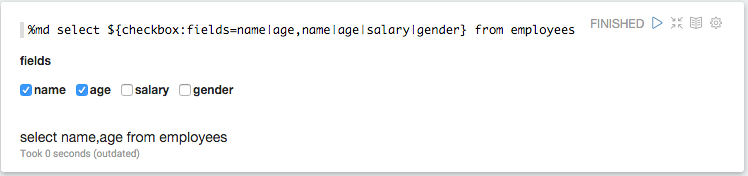 %md select ${checkbox:fields=name|age,name|age|salary|gender} from employees
FINISHED
fields
name age salary gender
select name,age from employees
Took 0 seconds (outdated)